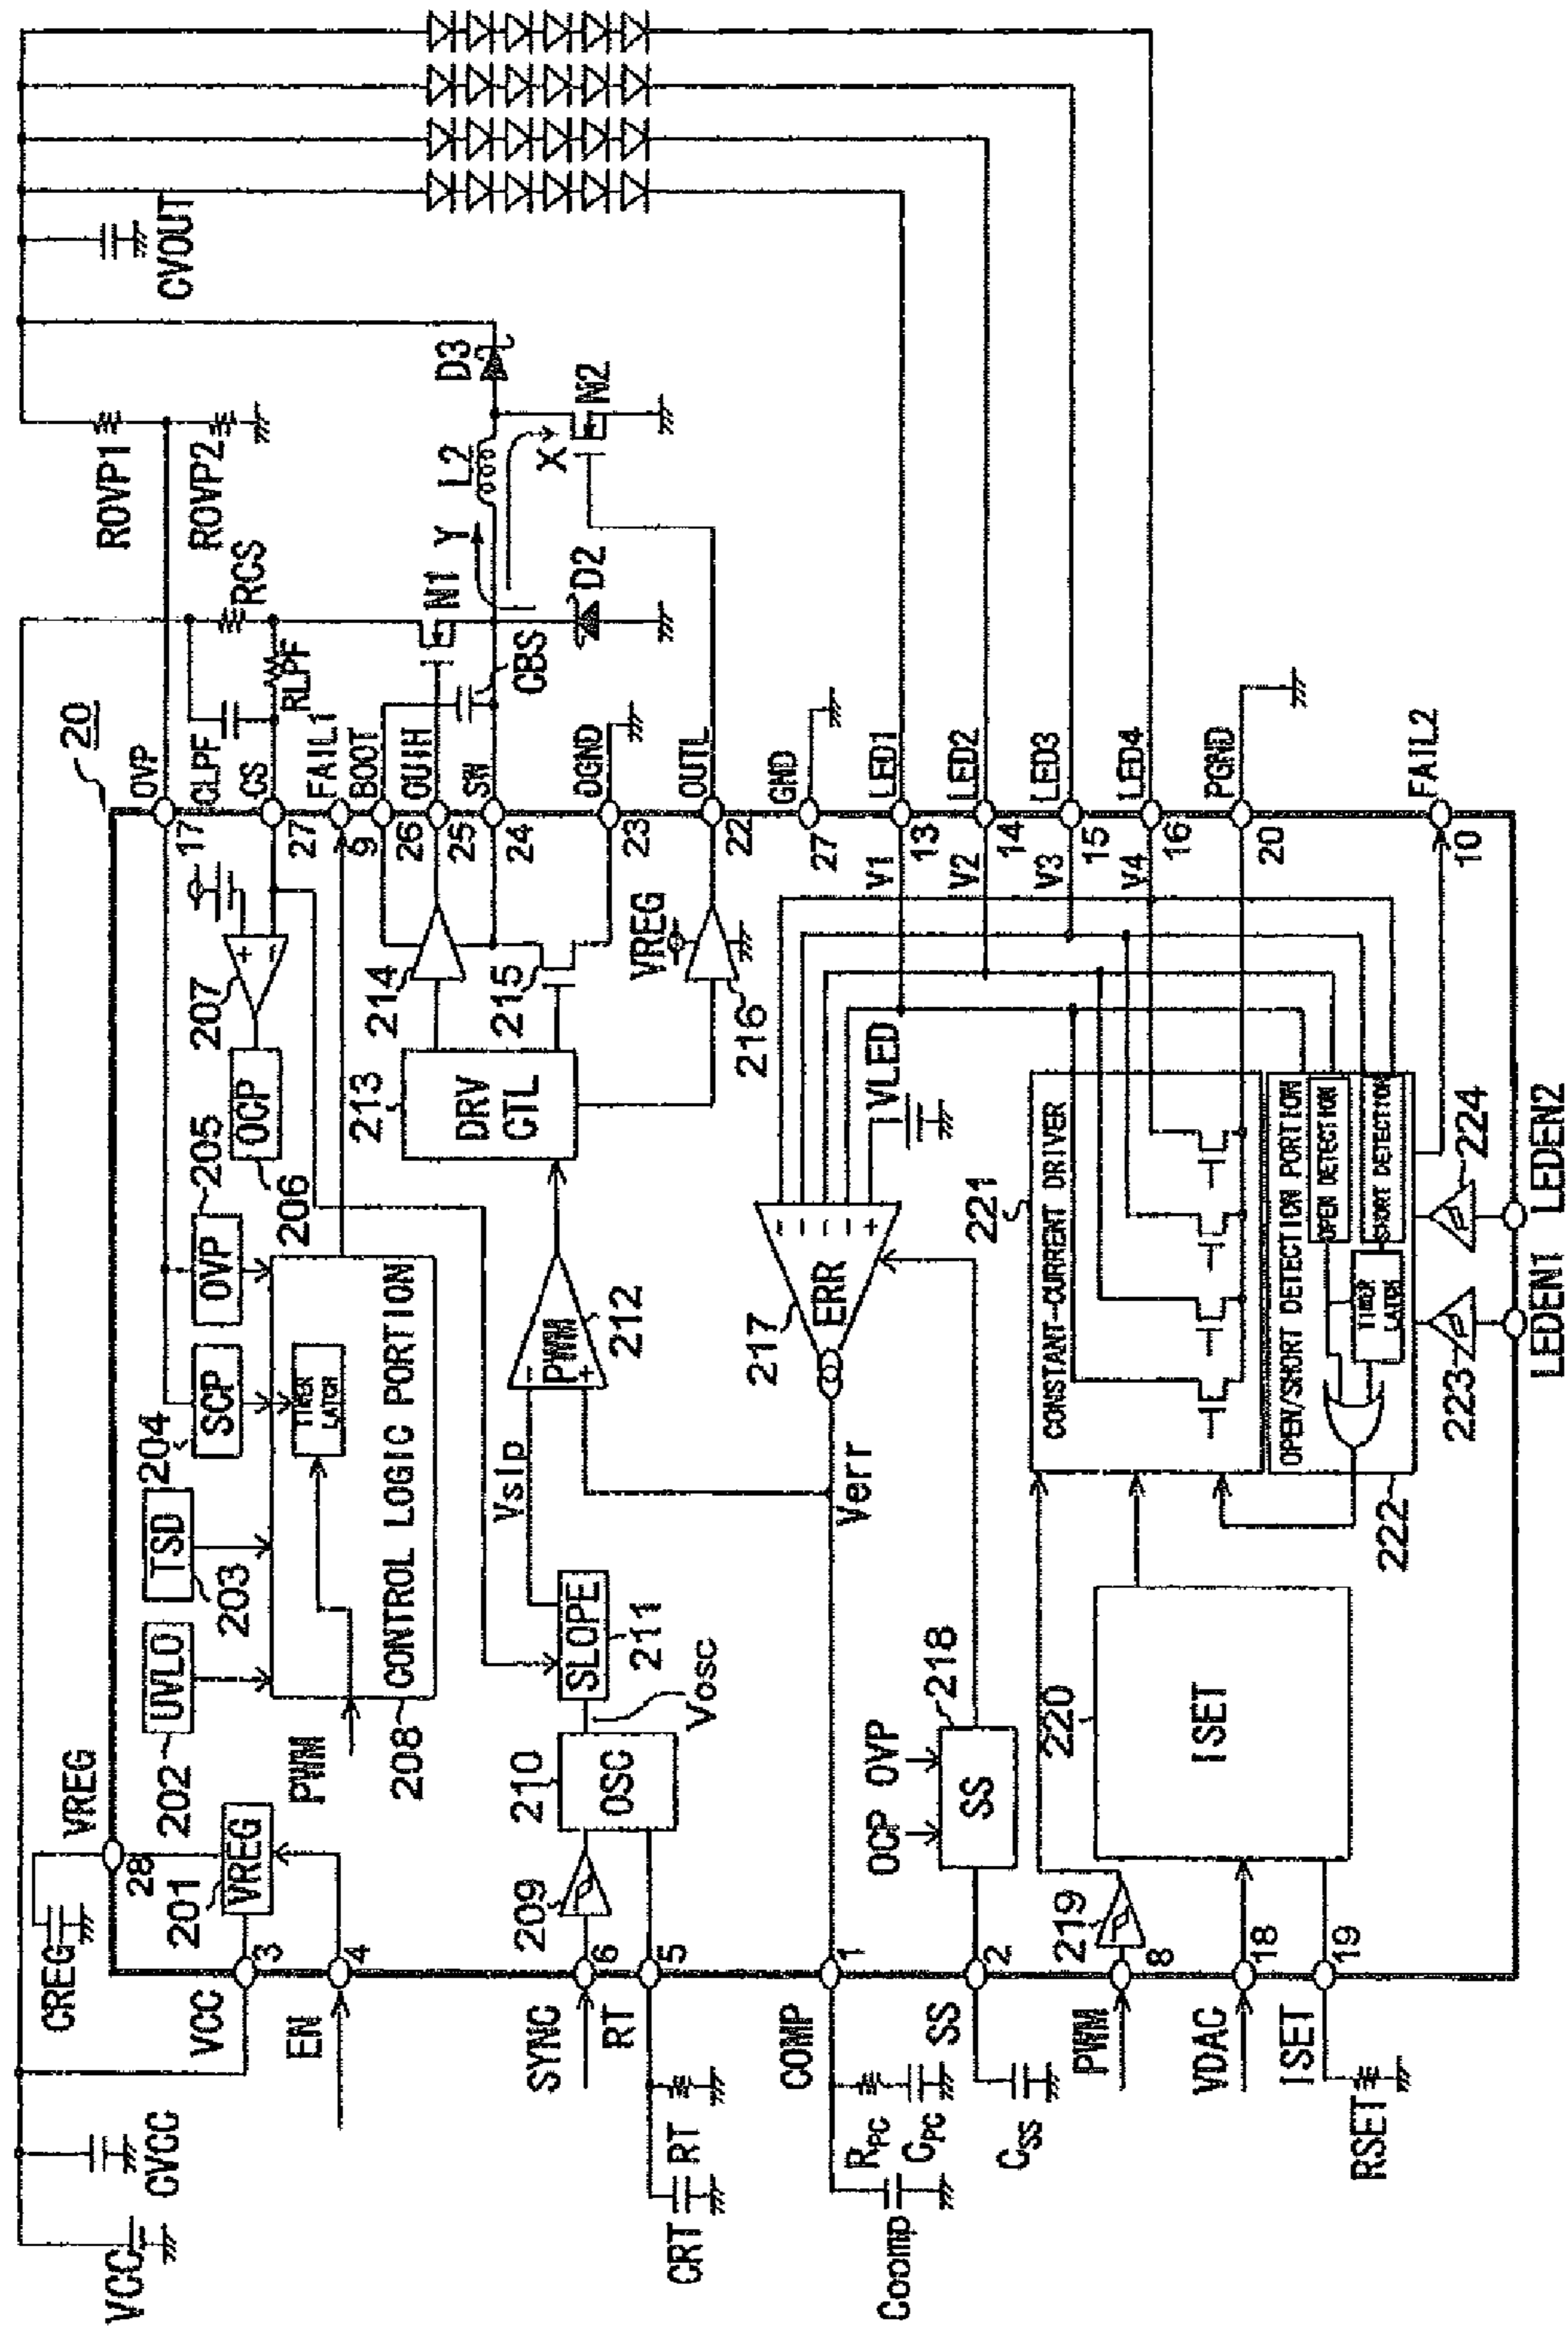 20
VREG
CREG
28
VCC
CVCC
VCC
3
201
VREG
EN
4
202
UVLO
203
TSD
204
SCP
205
OVP
206
OCP
207
PWM
208
CONTROL LOGIC PORTION
TIMER
LATCH
SYNC
6
209
RT
5
CRT
RT
210
OSC
Vosc
211
SLOPE
Vslp
PWM
212
213
DRV
CTL
214
215
VREG
216
OVP
17
CLPF
CS
27
RLPF
RCS
ROVP1
ROVP2
FAIL1
9
BOOT
26
OUTH
25
SW
24
DGND
23
OUTL
22
GND
27
CBS
N1
Y
L2
X
D2
D3
N2
CVOUT
COMP
1
Verr
RPC
CPC
Ccomp
217
ERR
VLED
SS
2
CSS
OCP OVP
SS
218
PWM
8
219
VDAC
18
ISET
19
RSET
220
ISET
221
CONSTANT-CURRENT DRIVER
222
OPEN/SHORT DETECTION PORTION
OPEN DETECTION
SHORT DETECTION
TIMER
LATCH
223
224
LEDEN1
LEDEN2
V1
LED1
13
V2
LED2
14
V3
LED3
15
V4
LED4
16
PGND
20
FAIL2
10